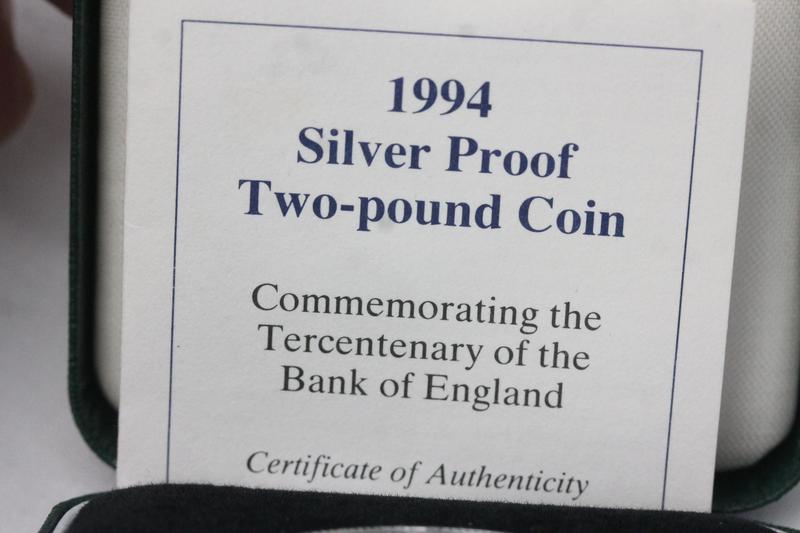 1994
Silver Proof
Two-pound Coin
Commemorating the
Tercentenary of the
Bank of England
Certificate of Authenticity